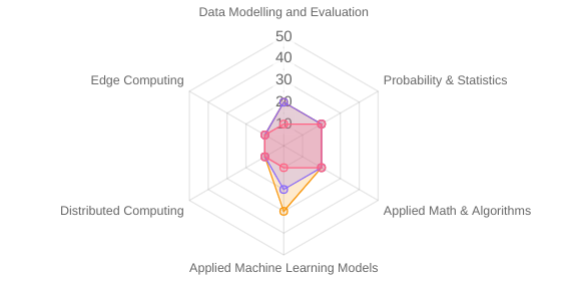 Data Modelling and Evaluation
50
40
30
20
10
Edge Computing
Probability & Statistics
Distributed Computing
Applied Math & Algorithms
Applied Machine Learning Models